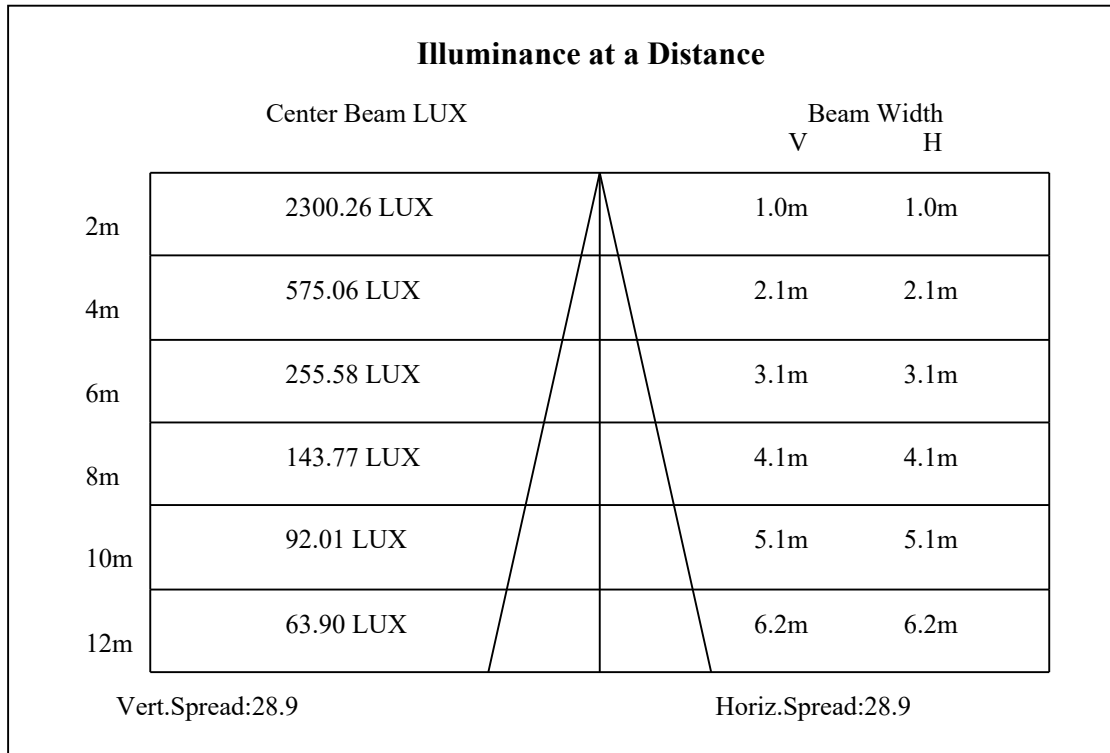 Illuminance at a Distance
Center Beam LUX Beam Width
V H
2m 2300.26 LUX 1.0m 1.0m
4m 575.06 LUX 2.1m 2.1m
6m 255.58 LUX 3.1m 3.1m
8m 143.77 LUX 4.1m 4.1m
10m 92.01 LUX 5.1m 5.1m
12m 63.90 LUX 6.2m 6.2m
Vert.Spread:28.9 Horiz.Spread:28.9